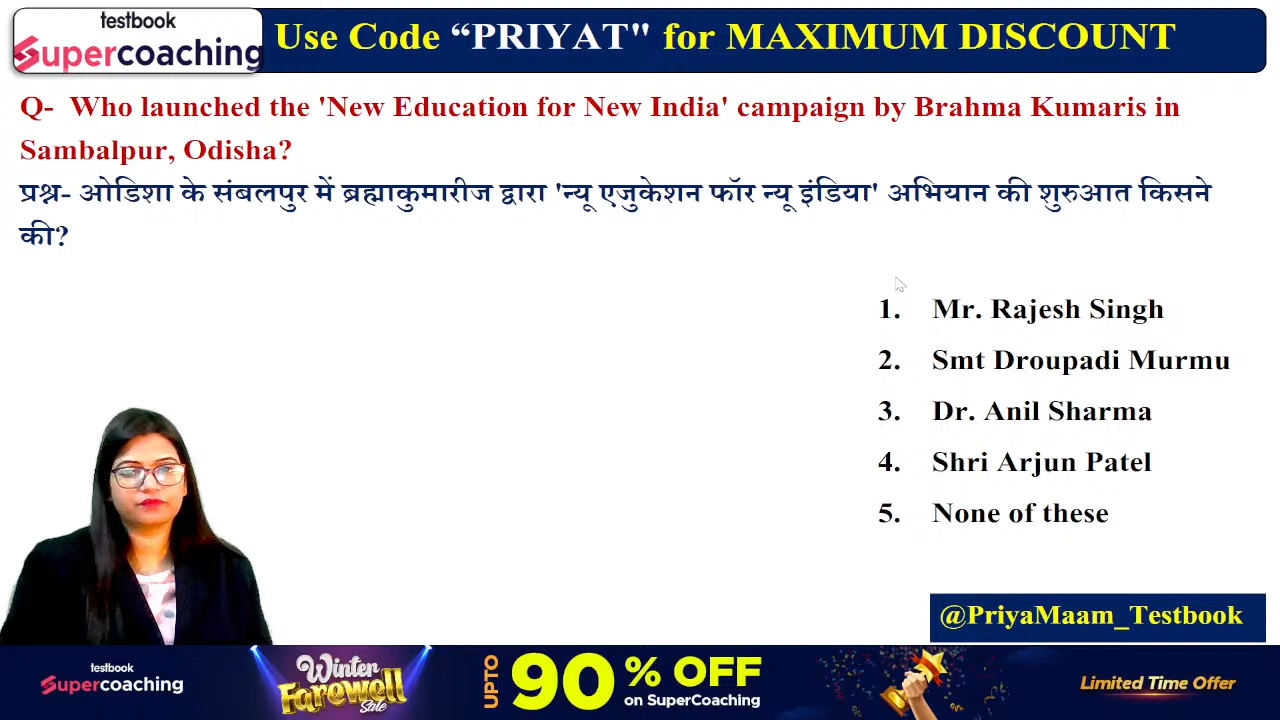 testbook
Supercoaching
Use Code “PRIYAT" for MAXIMUM DISCOUNT
Q- Who launched the 'New Education for New India' campaign by Brahma Kumaris in
Sambalpur, Odisha?
प्रश्न- ओडिशा के संबलपुर में ब्रह्माकुमारीज द्वारा 'न्यू एजुकेशन फॉर न्यू इंडिया' अभियान की शुरुआत किसने
की?
1. Mr. Rajesh Singh
2. Smt Droupadi Murmu
3. Dr. Anil Sharma
4. Shri Arjun Patel
5. None of these
@PriyaMaam_Testbook
testbook
Supercoaching
Winter
Farewell
Sale
UPTO 90% OFF
on SuperCoaching
Limited Time Offer